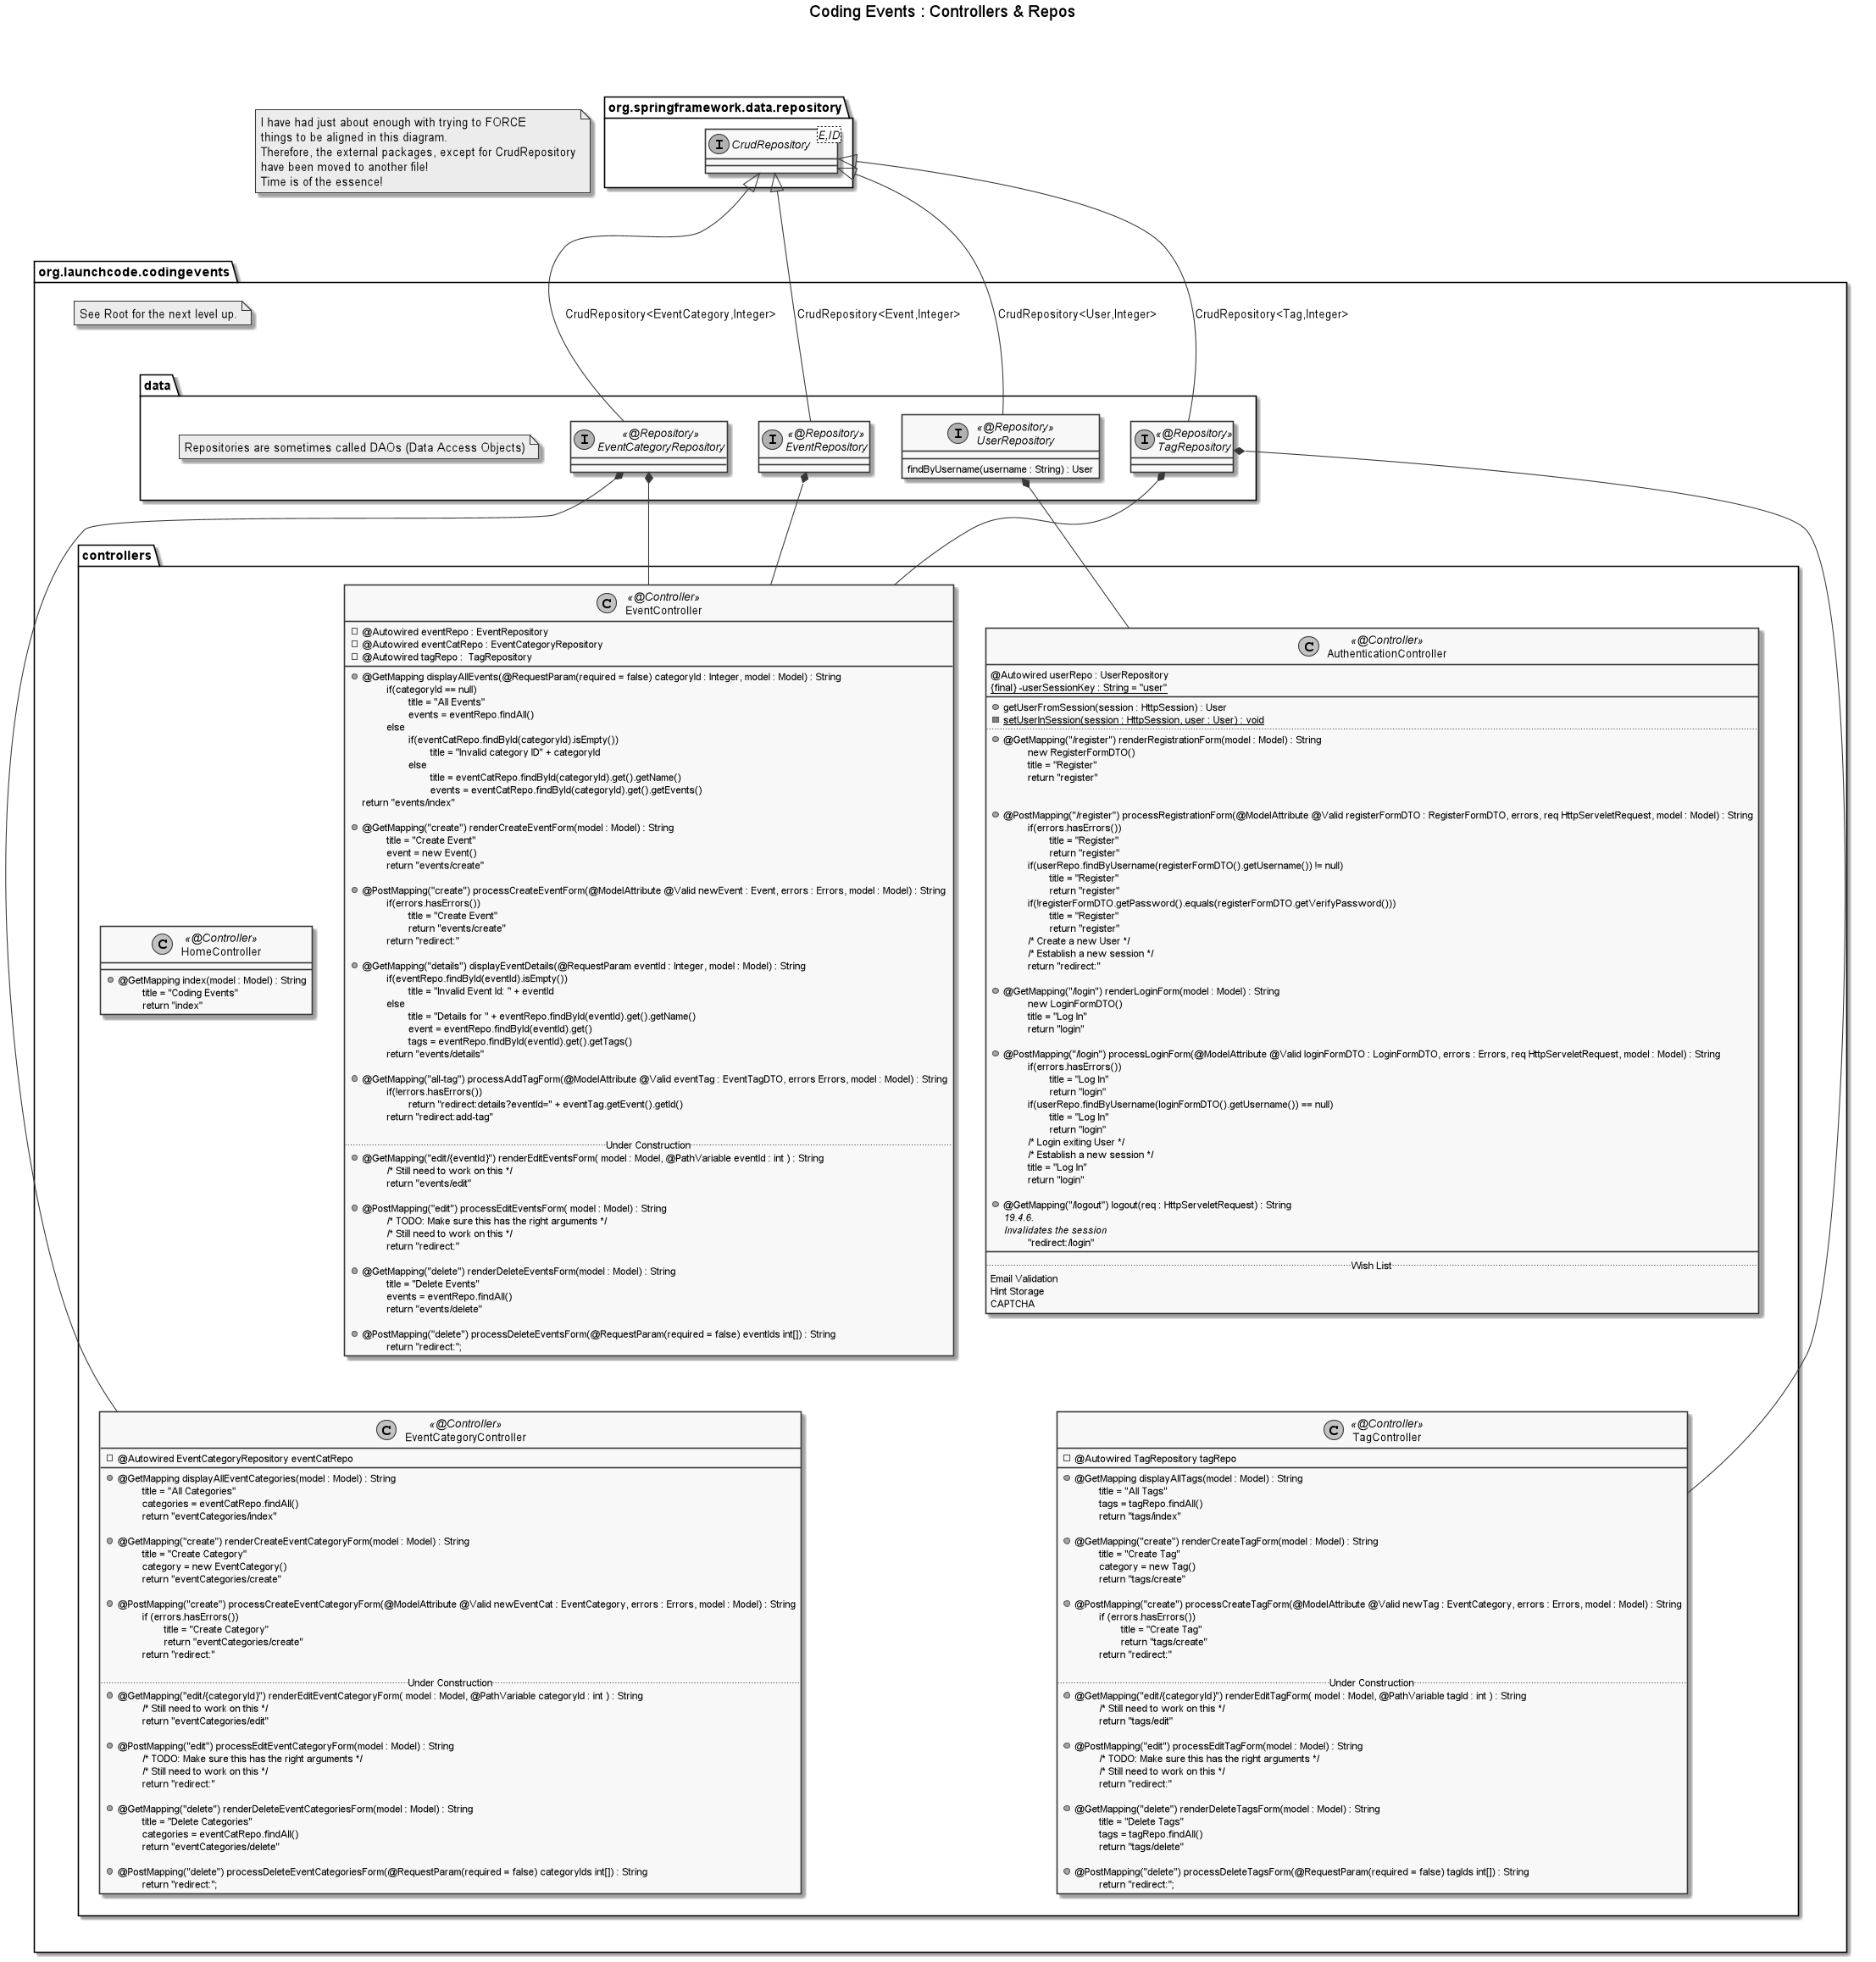 Coding Events : Controllers & Repos
I have had just about enough with trying to FORCE
things to be aligned in this diagram.
Therefore, the external packages, except for CrudRepository
have been moved to another file!
Time is of the essence!
org.springframework.data.repository
I CrudRepository E,ID
org.launchcode.codingevents
See Root for the next level up.
CrudRepository<EventCategory,Integer>
CrudRepository<Event,Integer>
CrudRepository<User,Integer>
CrudRepository<Tag,Integer>
data
Repositories are sometimes called DAOs (Data Access Objects)
I «@Repository»
EventCategoryRepository
I «@Repository»
EventRepository
I «@Repository»
UserRepository
findByUsername(username : String) : User
I «@Repository»
TagRepository
controllers
C «@Controller»
HomeController
@GetMapping index(model : Model) : String
title = "Coding Events"
return "index"
C «@Controller»
EventController
@Autowired eventRepo : EventRepository
@Autowired eventCatRepo : EventCategoryRepository
@Autowired tagRepo :  TagRepository
@GetMapping displayAllEvents(@RequestParam(required = false) categoryId : Integer, model : Model) : String
if(categoryId == null)
title = "All Events"
events = eventRepo.findAll()
else
if(eventCatRepo.findById(categoryId).isEmpty())
title = "Invalid category ID" + categoryId
else
title = eventCatRepo.findById(categoryId).get().getName()
events = eventCatRepo.findById(categoryId).get().getEvents()
return "events/index"
@GetMapping("create") renderCreateEventForm(model : Model) : String
title = "Create Event"
event = new Event()
return "events/create"
@PostMapping("create") processCreateEventForm(@ModelAttribute @Valid newEvent : Event, errors : Errors, model : Model) : String
if(errors.hasErrors())
title = "Create Event"
return "events/create"
return "redirect:"
@GetMapping("details") displayEventDetails(@RequestParam eventId : Integer, model : Model) : String
if(eventRepo.findById(eventId).isEmpty())
title = "Invalid Event Id: " + eventId
else
title = "Details for " + eventRepo.findById(eventId).get().getName()
event = eventRepo.findById(eventId).get()
tags = eventRepo.findById(eventId).get().getTags()
return "events/details"
@GetMapping("all-tag") processAddTagForm(@ModelAttribute @Valid eventTag : EventTagDTO, errors Errors, model : Model) : String
if(!errors.hasErrors())
return "redirect:details?eventId=" + eventTag.getEvent().getId()
return "redirect:add-tag"
Under Construction
@GetMapping("edit/{eventId}") renderEditEventsForm( model : Model, @PathVariable eventId : int ) : String
/* Still need to work on this */
return "events/edit"
@PostMapping("edit") processEditEventsForm( model : Model) : String
/* TODO: Make sure this has the right arguments */
/* Still need to work on this */
return "redirect:"
@GetMapping("delete") renderDeleteEventsForm(model : Model) : String
title = "Delete Events"
events = eventRepo.findAll()
return "events/delete"
@PostMapping("delete") processDeleteEventsForm(@RequestParam(required = false) eventIds int[]) : String
return "redirect:";
C «@Controller»
AuthenticationController
@Autowired userRepo : UserRepository
{final} -userSessionKey : String = "user"
getUserFromSession(session : HttpSession) : User
setUserInSession(session : HttpSession, user : User) : void
@GetMapping("/register") renderRegistrationForm(model : Model) : String
new RegisterFormDTO()
title = "Register"
return "register"
@PostMapping("/register") processRegistrationForm(@ModelAttribute @Valid registerFormDTO : RegisterFormDTO, errors, req HttpServeletRequest, model : Model) : String
if(errors.hasErrors())
title = "Register"
return "register"
if(userRepo.findByUsername(registerFormDTO().getUsername()) != null)
title = "Register"
return "register"
if(!registerFormDTO.getPassword().equals(registerFormDTO.getVerifyPassword()))
title = "Register"
return "register"
/* Create a new User */
/* Establish a new session */
return "redirect:"
@GetMapping("/login") renderLoginForm(model : Model) : String
new LoginFormDTO()
title = "Log In"
return "login"
@PostMapping("/login") processLoginForm(@ModelAttribute @Valid loginFormDTO : LoginFormDTO, errors : Errors, req HttpServeletRequest, model : Model) : String
if(errors.hasErrors())
title = "Log In"
return "login"
if(userRepo.findByUsername(loginFormDTO().getUsername()) == null)
title = "Log In"
return "login"
/* Login exiting User */
/* Establish a new session */
title = "Log In"
return "login"
@GetMapping("/logout") logout(req : HttpServeletRequest) : String
19.4.6.
Invalidates the session
"redirect:/login"
Wish List
Email Validation
Hint Storage
CAPTCHA
C «@Controller»
EventCategoryController
@Autowired EventCategoryRepository eventCatRepo
@GetMapping displayAllEventCategories(model : Model) : String
title = "All Categories"
categories = eventCatRepo.findAll()
return "eventCategories/index"
@GetMapping("create") renderCreateEventCategoryForm(model : Model) : String
title = "Create Category"
category = new EventCategory()
return "eventCategories/create"
@PostMapping("create") processCreateEventCategoryForm(@ModelAttribute @Valid newEventCat : EventCategory, errors : Errors, model : Model) : String
if (errors.hasErrors())
title = "Create Category"
return "eventCategories/create"
return "redirect:"
Under Construction
@GetMapping("edit/{categoryId}") renderEditEventCategoryForm( model : Model, @PathVariable categoryId : int ) : String
/* Still need to work on this */
return "eventCategories/edit"
@PostMapping("edit") processEditEventCategoryForm(model : Model) : String
/* TODO: Make sure this has the right arguments */
/* Still need to work on this */
return "redirect:"
@GetMapping("delete") renderDeleteEventCategoriesForm(model : Model) : String
title = "Delete Categories"
categories = eventCatRepo.findAll()
return "eventCategories/delete"
@PostMapping("delete") processDeleteEventCategoriesForm(@RequestParam(required = false) categoryIds int[]) : String
return "redirect:";
C «@Controller»
TagController
@Autowired TagRepository tagRepo
@GetMapping displayAllTags(model : Model) : String
title = "All Tags"
tags = tagRepo.findAll()
return "tags/index"
@GetMapping("create") renderCreateTagForm(model : Model) : String
title = "Create Tag"
category = new Tag()
return "tags/create"
@PostMapping("create") processCreateTagForm(@ModelAttribute @Valid newTag : EventCategory, errors : Errors, model : Model) : String
if (errors.hasErrors())
title = "Create Tag"
return "tags/create"
return "redirect:"
Under Construction
@GetMapping("edit/{categoryId}") renderEditTagForm( model : Model, @PathVariable tagId : int ) : String
/* Still need to work on this */
return "tags/edit"
@PostMapping("edit") processEditTagForm(model : Model) : String
/* TODO: Make sure this has the right arguments */
/* Still need to work on this */
return "redirect:"
@GetMapping("delete") renderDeleteTagsForm(model : Model) : String
title = "Delete Tags"
tags = tagRepo.findAll()
return "tags/delete"
@PostMapping("delete") processDeleteTagsForm(@RequestParam(required = false) tagIds int[]) : String
return "redirect:";